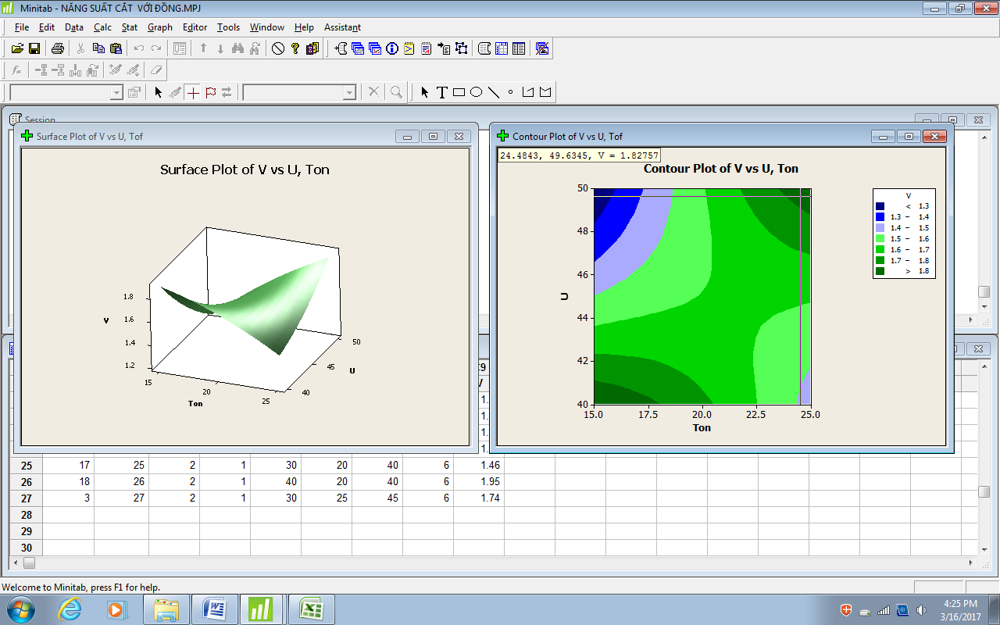 Minitab - NĂNG SUẤT CẮT VỚI ĐỒNG.MPJ
File Edit Data Calc Stat Graph Editor Tools Window Help Assistant
Session
Surface Plot of V vs U, Tof
Surface Plot of V vs U, Ton
1.8
1.6
1.4
1.2
V
15
20
25
Ton
40
45
50
U
Contour Plot of V vs U, Tof
24.4843, 49.6345, V = 1.82757
Contour Plot of V vs U, Ton
50
48
46
44
42
40
U
15.0 17.5 20.0 22.5 25.0
Ton
V
< 1.3
1.3 – 1.4
1.4 – 1.5
1.5 – 1.6
1.6 – 1.7
1.7 – 1.8
> 1.8
25 17 25 2 1 30 20 40 6 1.46
26 18 26 2 1 40 20 40 6 1.95
27 3 27 2 1 30 25 45 6 1.74
28
29
30
Welcome to Minitab, press F1 for help.
4:25 PM
3/16/2017